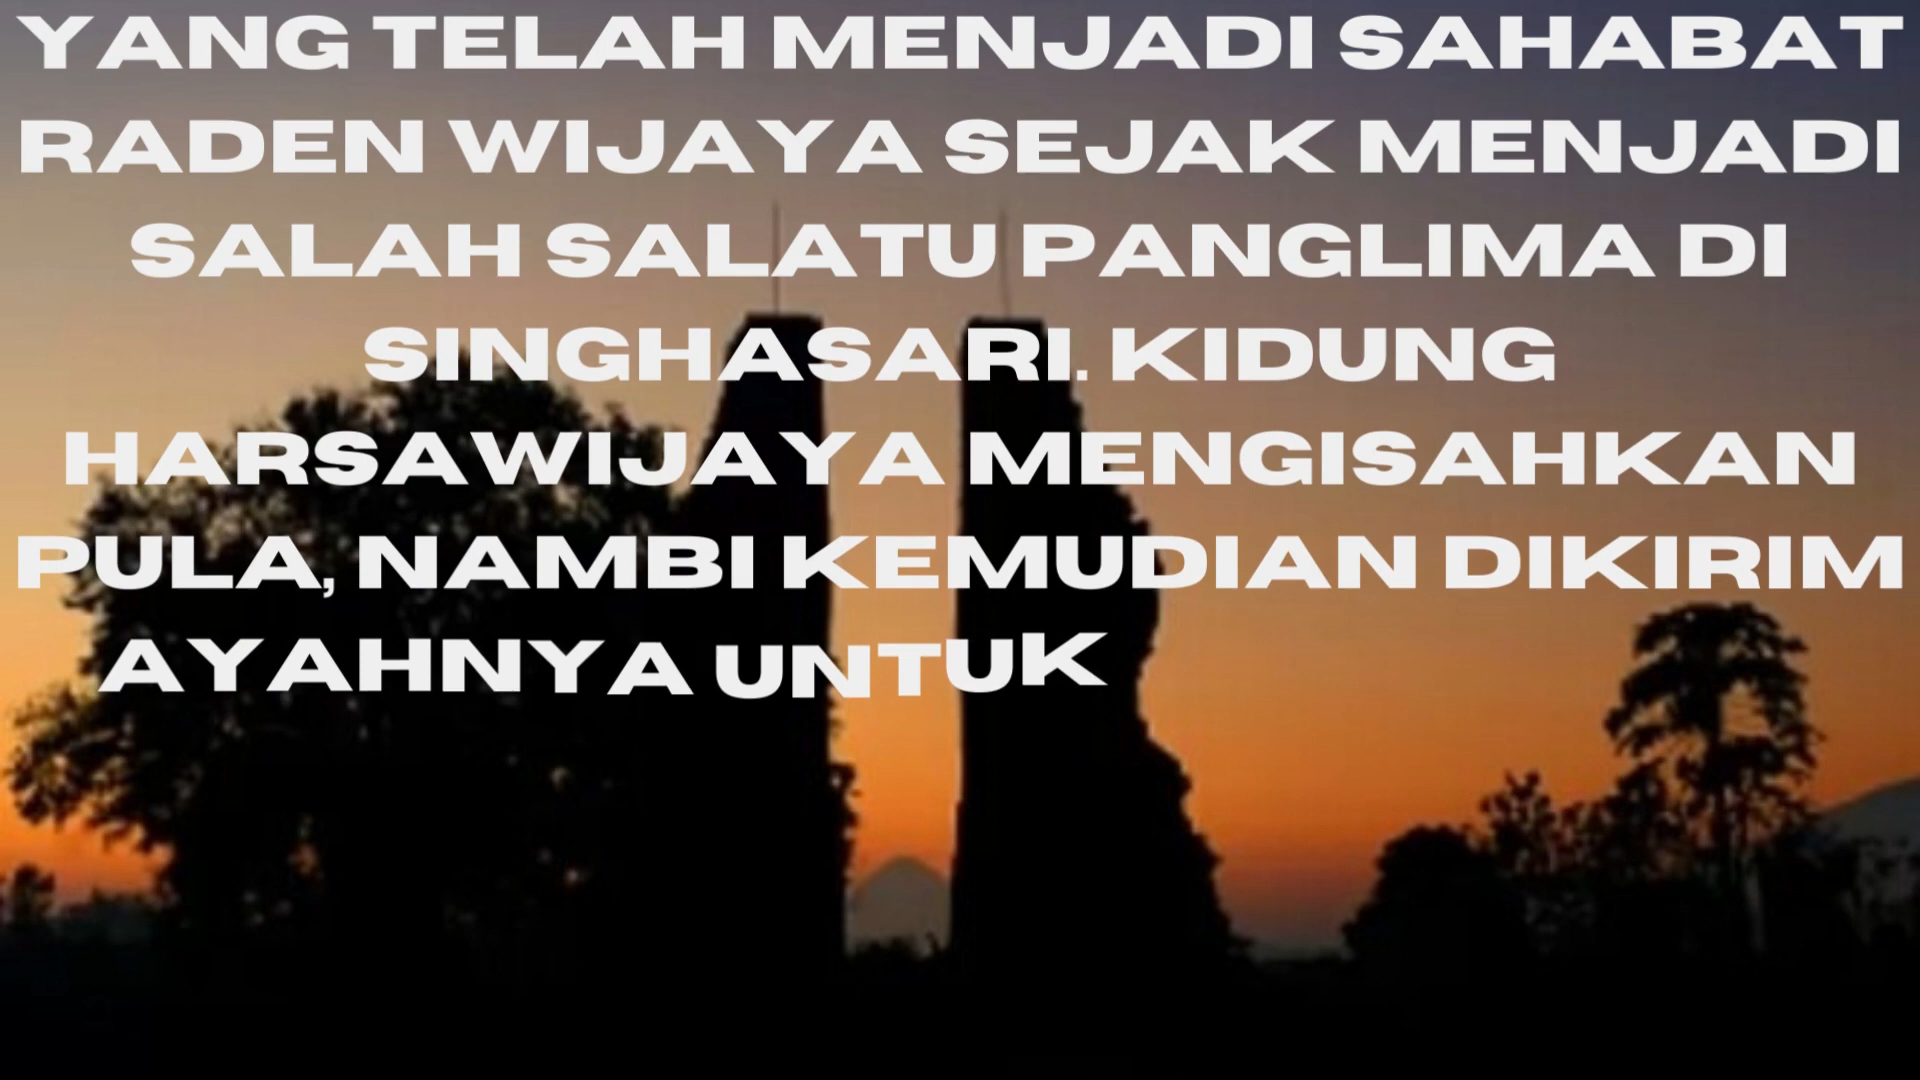 YANG TELAH MENJADI SAHABAT
RADEN WIJAYA SEJAK MENJADI
SALAH SALATU PANGLIMA DI
SINGHASARI. KIDUNG
HARSAWIJAYA MENGISAHKAN
PULA, NAMBI KEMUDIAN DIKIRIM
AYAHNYA UNTUK